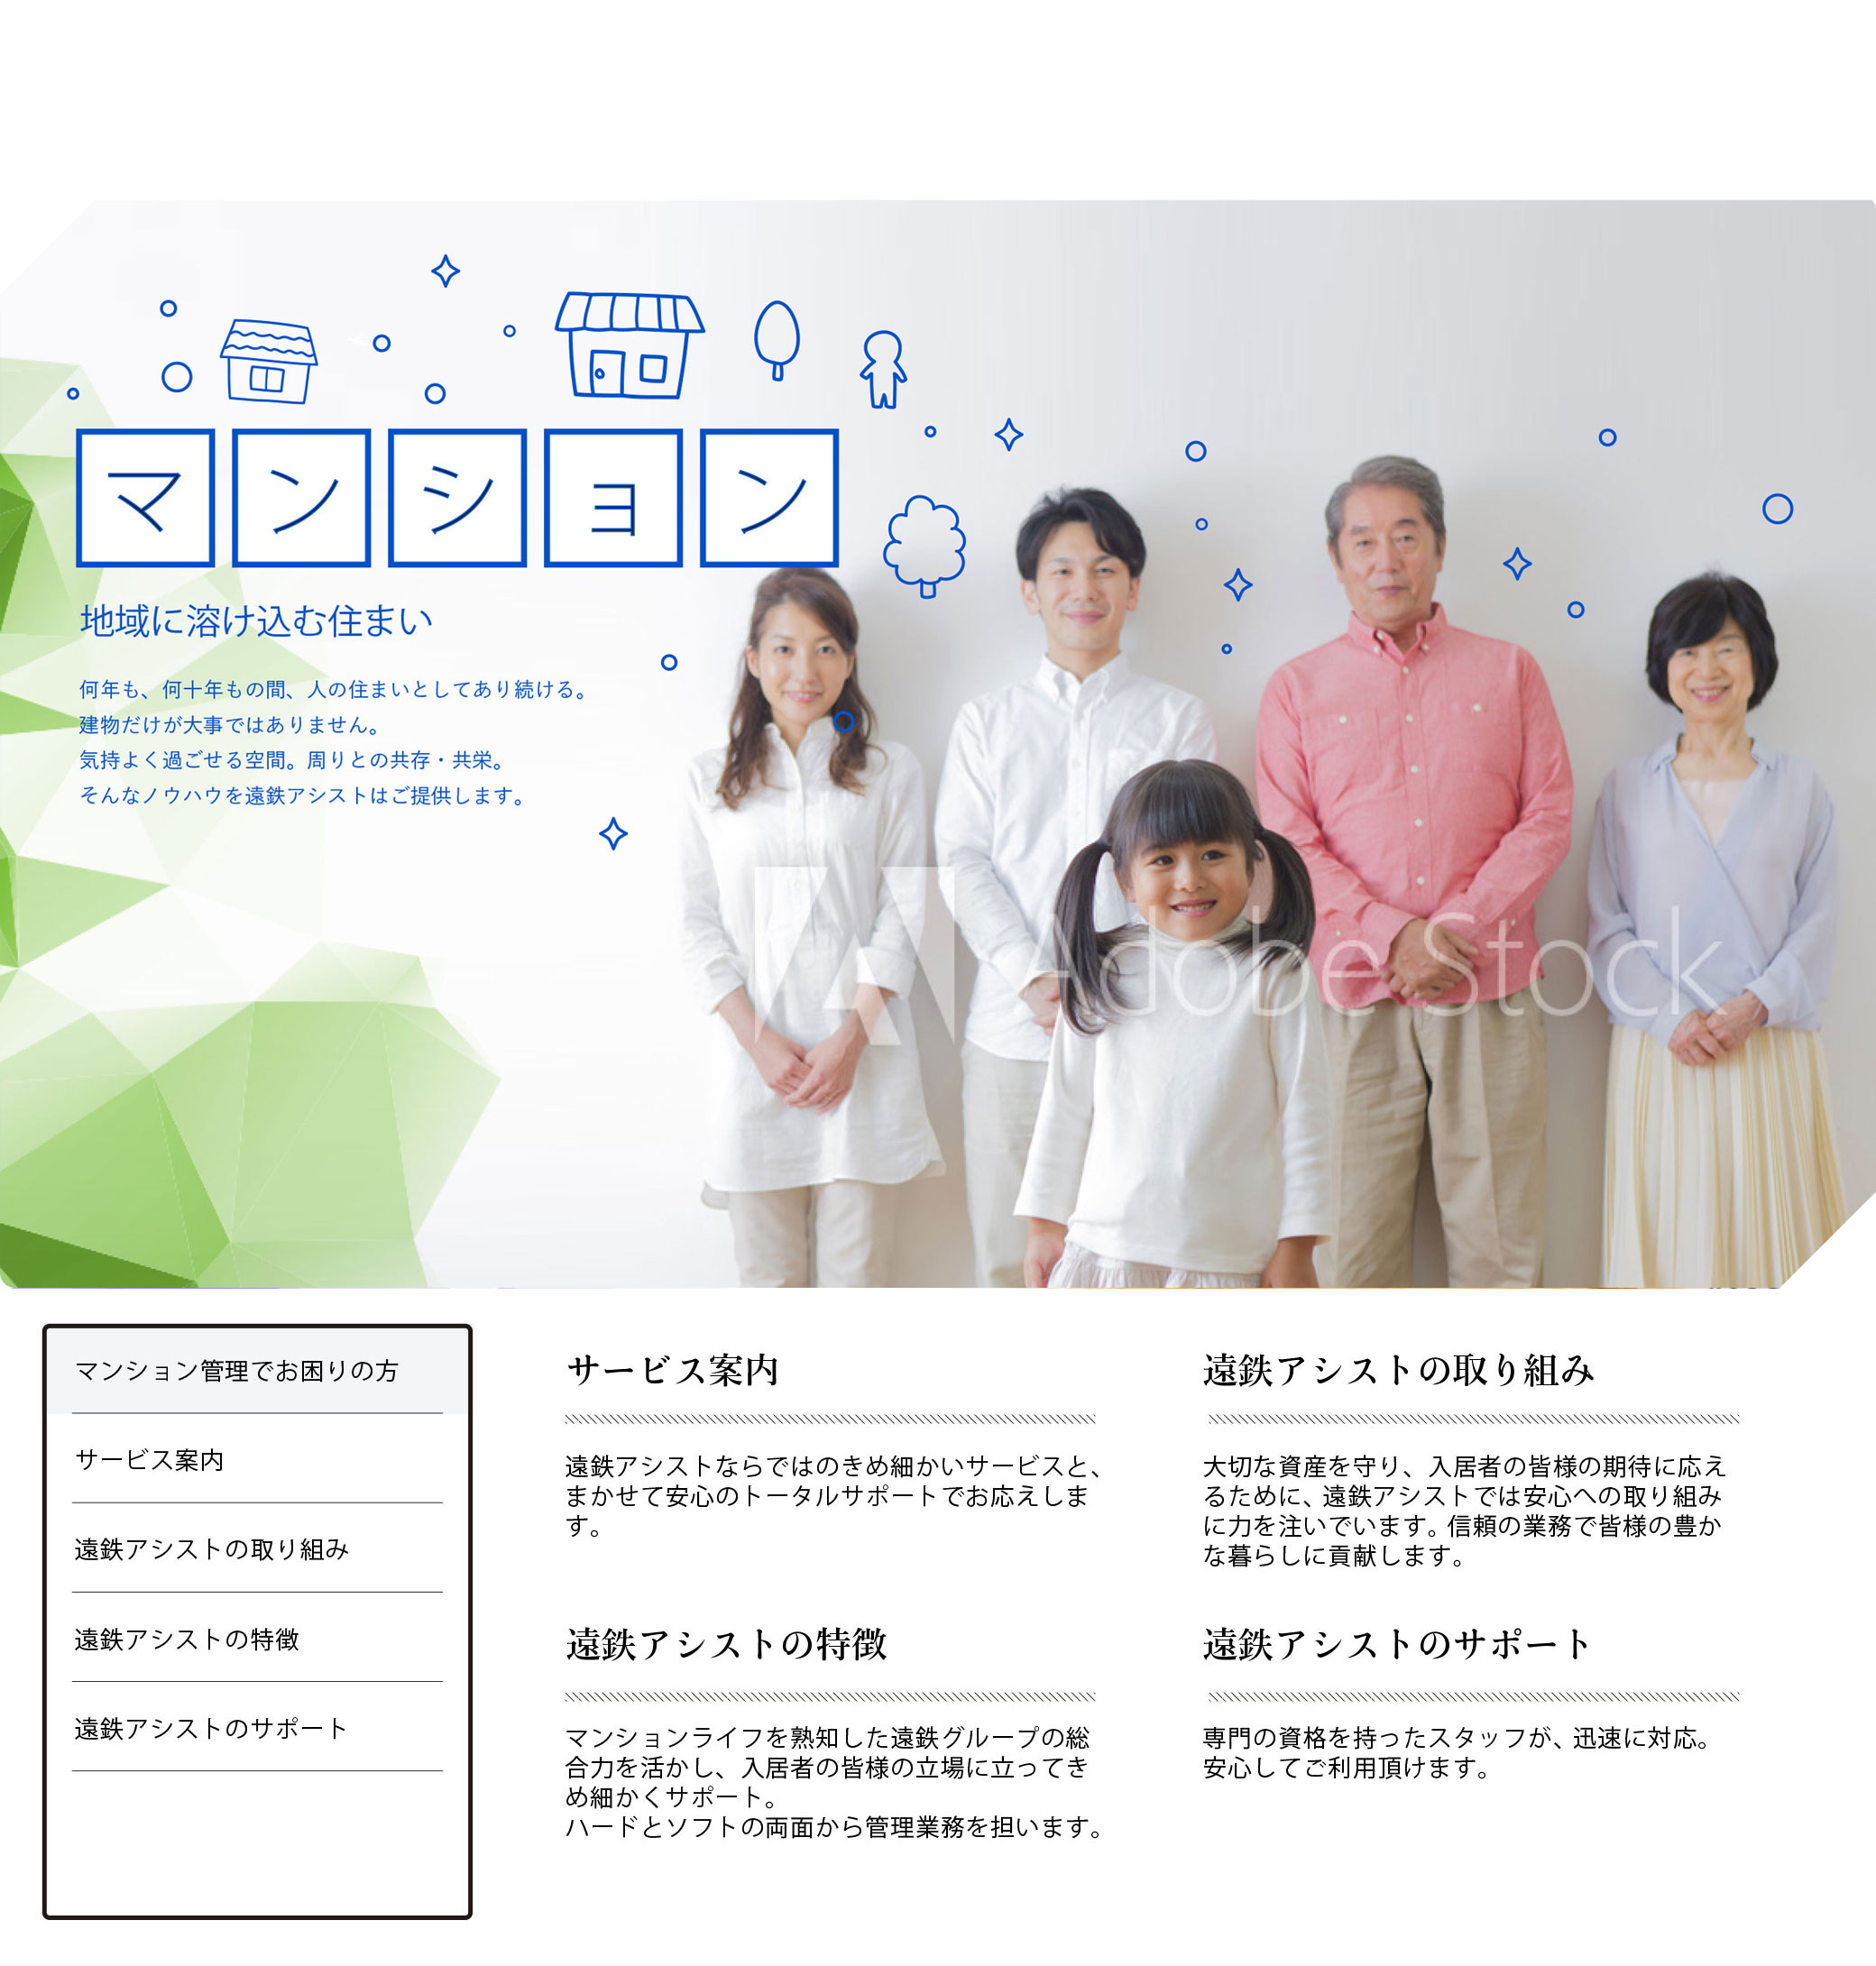 マンション
地域に溶け込む住まい
何年も、何十年もの間、人の住まいとしてあり続ける。
建物だけが大事ではありません。
気持よく過ごせる空間。周りとの共存・共栄。
そんなノウハウを遠鉄アシストはご提供します。
Adobe Stock
マンション管理でお困りの方
サービス案内
遠鉄アシストの取り組み
遠鉄アシストの特徴
遠鉄アシストのサポート
サービス案内
遠鉄アシストならではのきめ細かいサービスと、
まかせて安心のトータルサポートでお応えしま
す。
遠鉄アシストの取り組み
大切な資産を守り、入居者の皆様の期待に応え
るために、遠鉄アシストでは安心への取り組み
に力を注いでいます。信頼の業務で皆様の豊か
な暮らしに貢献します。
遠鉄アシストの特徴
マンションライフを熟知した遠鉄グループの総
合力を活かし、入居者の皆様の立場に立ってき
め細かくサポート。
ハードとソフトの両面から管理業務を担います。
遠鉄アシストのサポート
専門の資格を持ったスタッフが、迅速に対応。
安心してご利用頂けます。